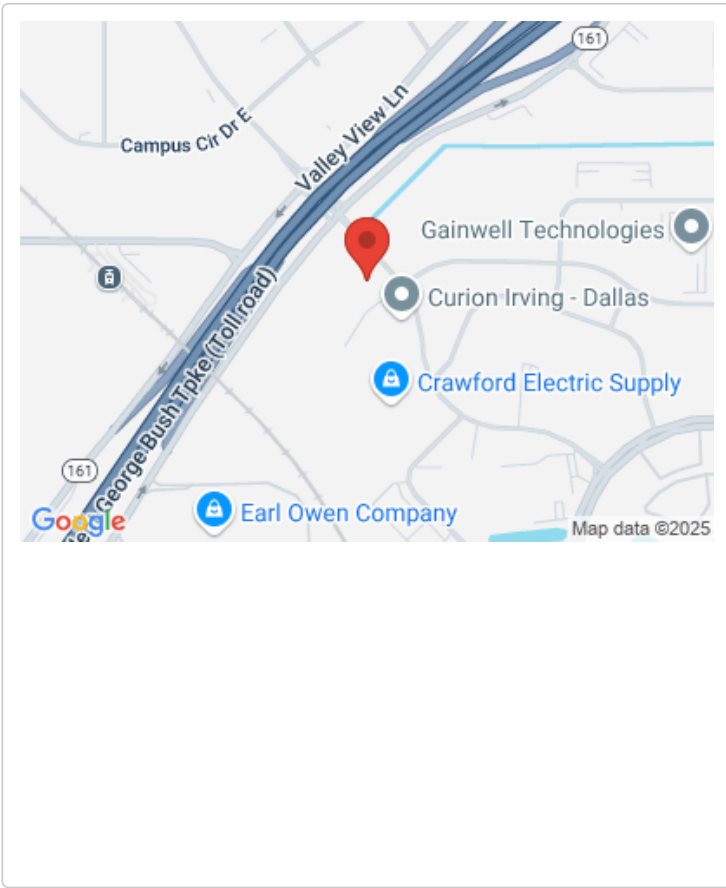 161
Valley View Ln
Campus Cir Dr E
Gainwell Technologies
Curion Irving - Dallas
George Bush Tpke (Toll road)
Crawford Electric Supply
161
Earl Owen Company
Google
Map data ©2025